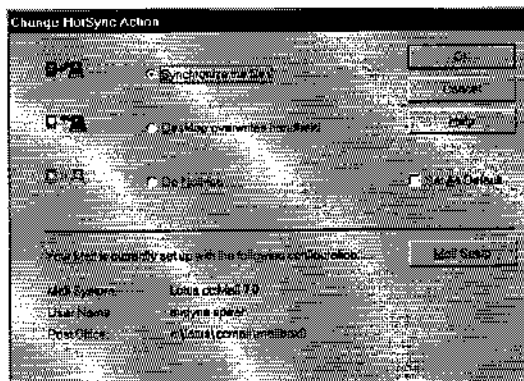 Change HotSync Action
OK
Synchronize the files
Cancel
Desktop overwrites handheld
Help
Do Nothing
Set As Default
Your Mail is currently set up with the following configuration:
Mail Setup
Mail System:
Lotus cc:Mail 7.0
User Name
Post Office: